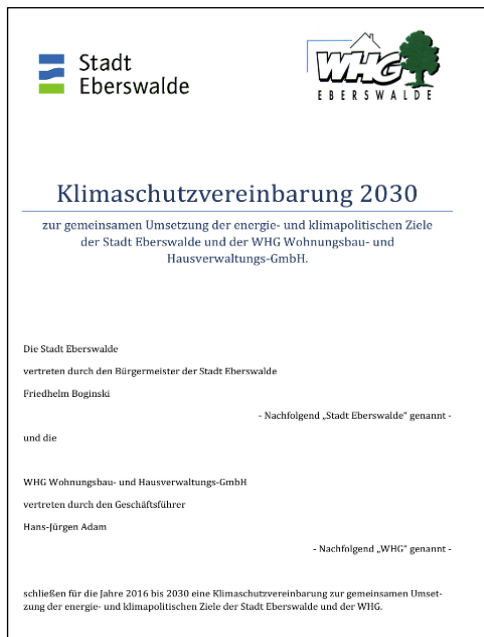 Stadt
Eberswalde
WHG
EBERSWALDE
Klimaschutzvereinbarung 2030
zur gemeinsamen Umsetzung der energie- und klimapolitischen Ziele
der Stadt Eberswalde und der WHG Wohnungsbau- und
Hausverwaltungs-GmbH.
Die Stadt Eberswalde
vertreten durch den Bürgermeister der Stadt Eberswalde
Friedhelm Boginski
- Nachfolgend „Stadt Eberswalde“ genannt -
und die
WHG Wohnungsbau- und Hausverwaltungs-GmbH
vertreten durch den Geschäftsführer
Hans-Jürgen Adam
- Nachfolgend „WHG“ genannt -
schließen für die Jahre 2016 bis 2030 eine Klimaschutzvereinbarung zur gemeinsamen Umset-
zung der energie- und klimapolitischen Ziele der Stadt Eberswalde und der WHG.